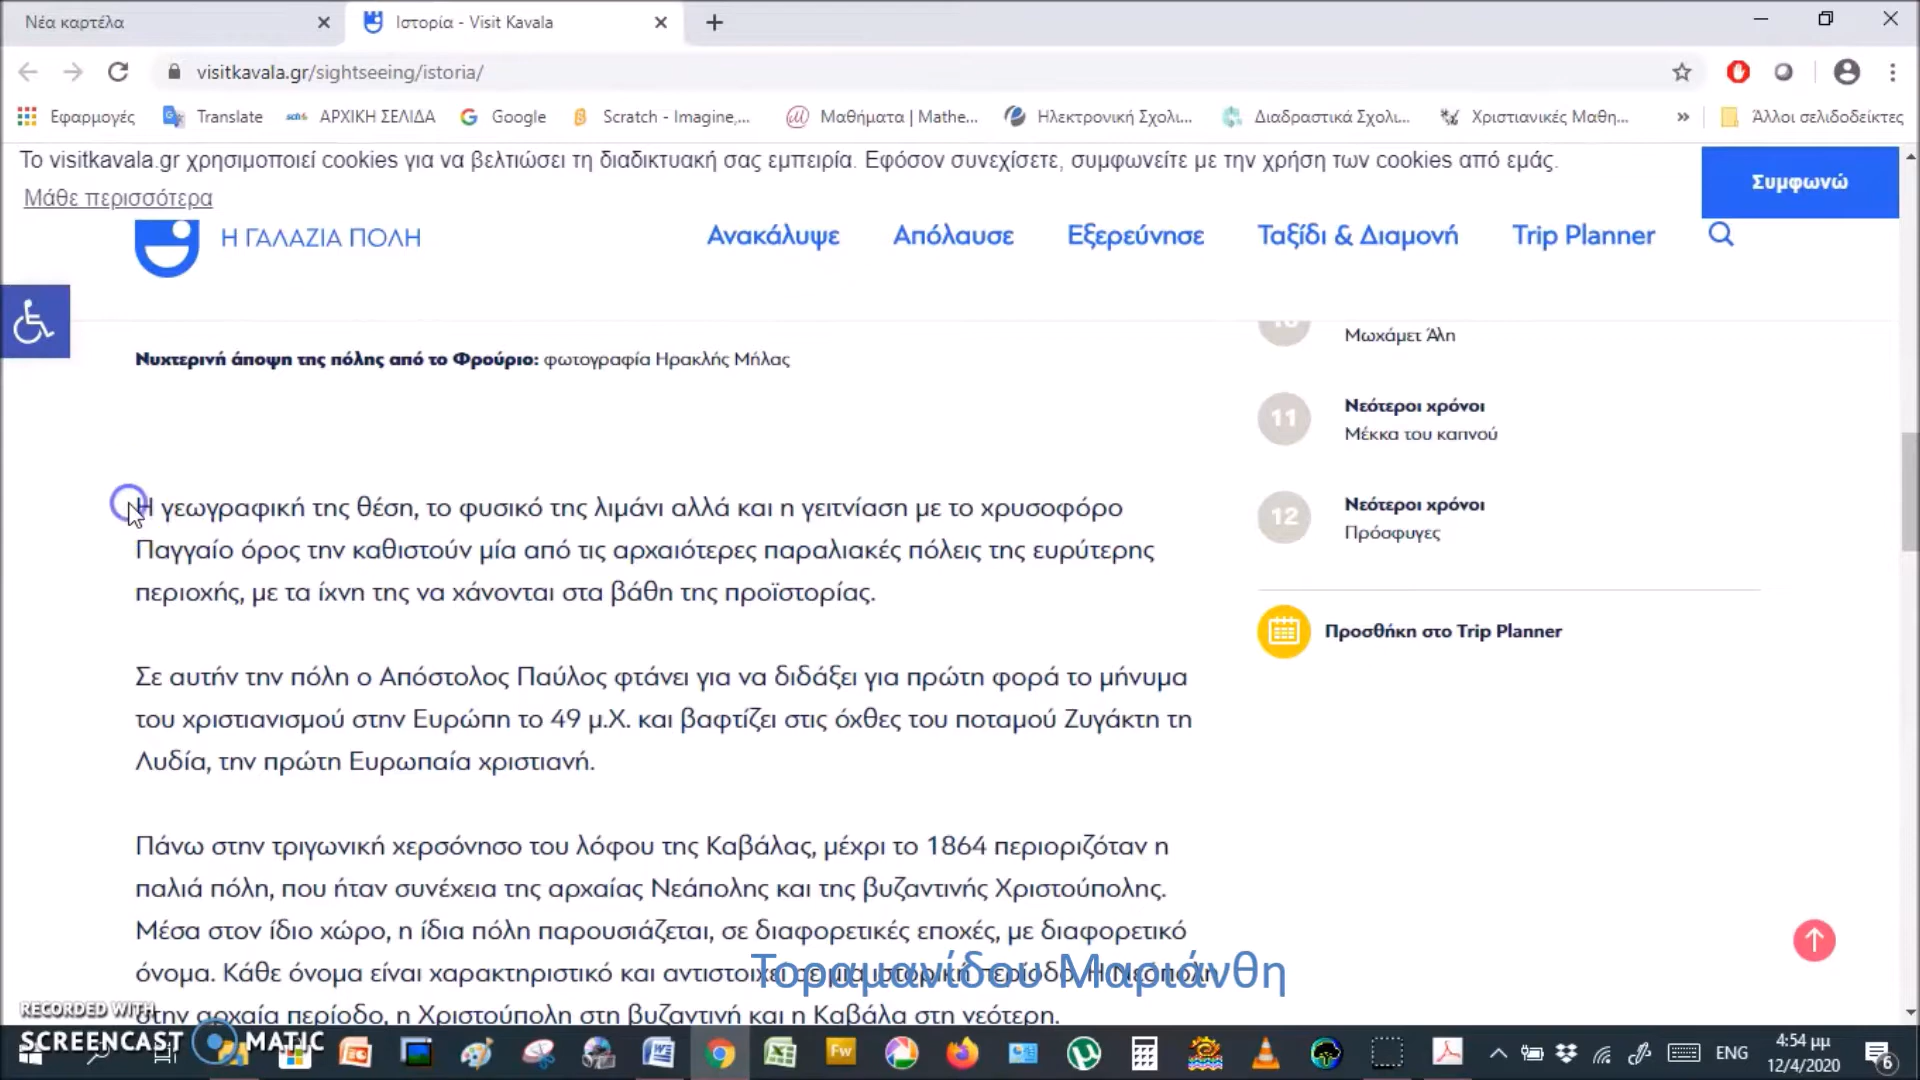 Νέα καρτέλα
Ιστορία - Visit Kavala
visitkavala.gr/sightseeing/istoria/
Εφαρμογές
Translate
ΑΡΧΙΚΗ ΣΕΛΙΔΑ
Google
Scratch - Imagine,...
Μαθήματα | Mathe...
Ηλεκτρονική Σχολι...
Διαδραστικά Σχολι...
Χριστιανικές Μαθη...
»
Άλλοι σελιδοδείκτες
Το visitkavala.gr χρησιμοποιεί cookies για να βελτιώσει τη διαδικτυακή σας εμπειρία. Εφόσον συνεχίσετε, συμφωνείτε με την χρήση των cookies από εμάς.
Μάθε περισσότερα
Συμφωνώ
Η ΓΑΛΑΖΙΑ ΠΟΛΗ
Ανακάλυψε
Απόλαυσε
Εξερεύνησε
Ταξίδι & Διαμονή
Trip Planner
Νυχτερινή άποψη της πόλης από το Φρούριο: φωτογραφία Ηρακλής Μήλας
Η γεωγραφική της θέση, το φυσικό της λιμάνι αλλά και η γειτνίαση με το χρυσοφόρο
Παγγαίο όρος την καθιστούν μία από τις αρχαιότερες παραλιακές πόλεις της ευρύτερης
περιοχής, με τα ίχνη της να χάνονται στα βάθη της προϊστορίας.
Σε αυτήν την πόλη ο Απόστολος Παύλος φτάνει για να διδάξει για πρώτη φορά το μήνυμα
του χριστιανισμού στην Ευρώπη το 49 μ.Χ. και βαφτίζει στις όχθες του ποταμού Ζυγάκτη τη
Λυδία, την πρώτη Ευρωπαία χριστιανή.
Πάνω στην τριγωνική χερσόνησο του λόφου της Καβάλας, μέχρι το 1864 περιοριζόταν η
παλιά πόλη, που ήταν συνέχεια της αρχαίας Νεάπολης και της βυζαντινής Χριστούπολης.
Μέσα στον ίδιο χώρο, η ίδια πόλη παρουσιάζεται, σε διαφορετικές εποχές, με διαφορετικό
όνομα. Κάθε όνομα είναι χαρακτηριστικό και αντιστοιχεί σε μια ιστορική περίοδο. Η Νεάπολη
στην αρχαία περίοδο, η Χριστούπολη στη βυζαντινή και η Καβάλα στη νεότερη.
10
Μωχάμετ Άλη
11
Νεότεροι χρόνοι
Μέκκα του καπνού
12
Νεότεροι χρόνοι
Πρόσφυγες
Προσθήκη στο Trip Planner
Τοραμανίδου Μαριάνθη
RECORDED WITH
SCREENCAST MATIC
Fw
ENG
4:54 μμ
12/4/2020
6